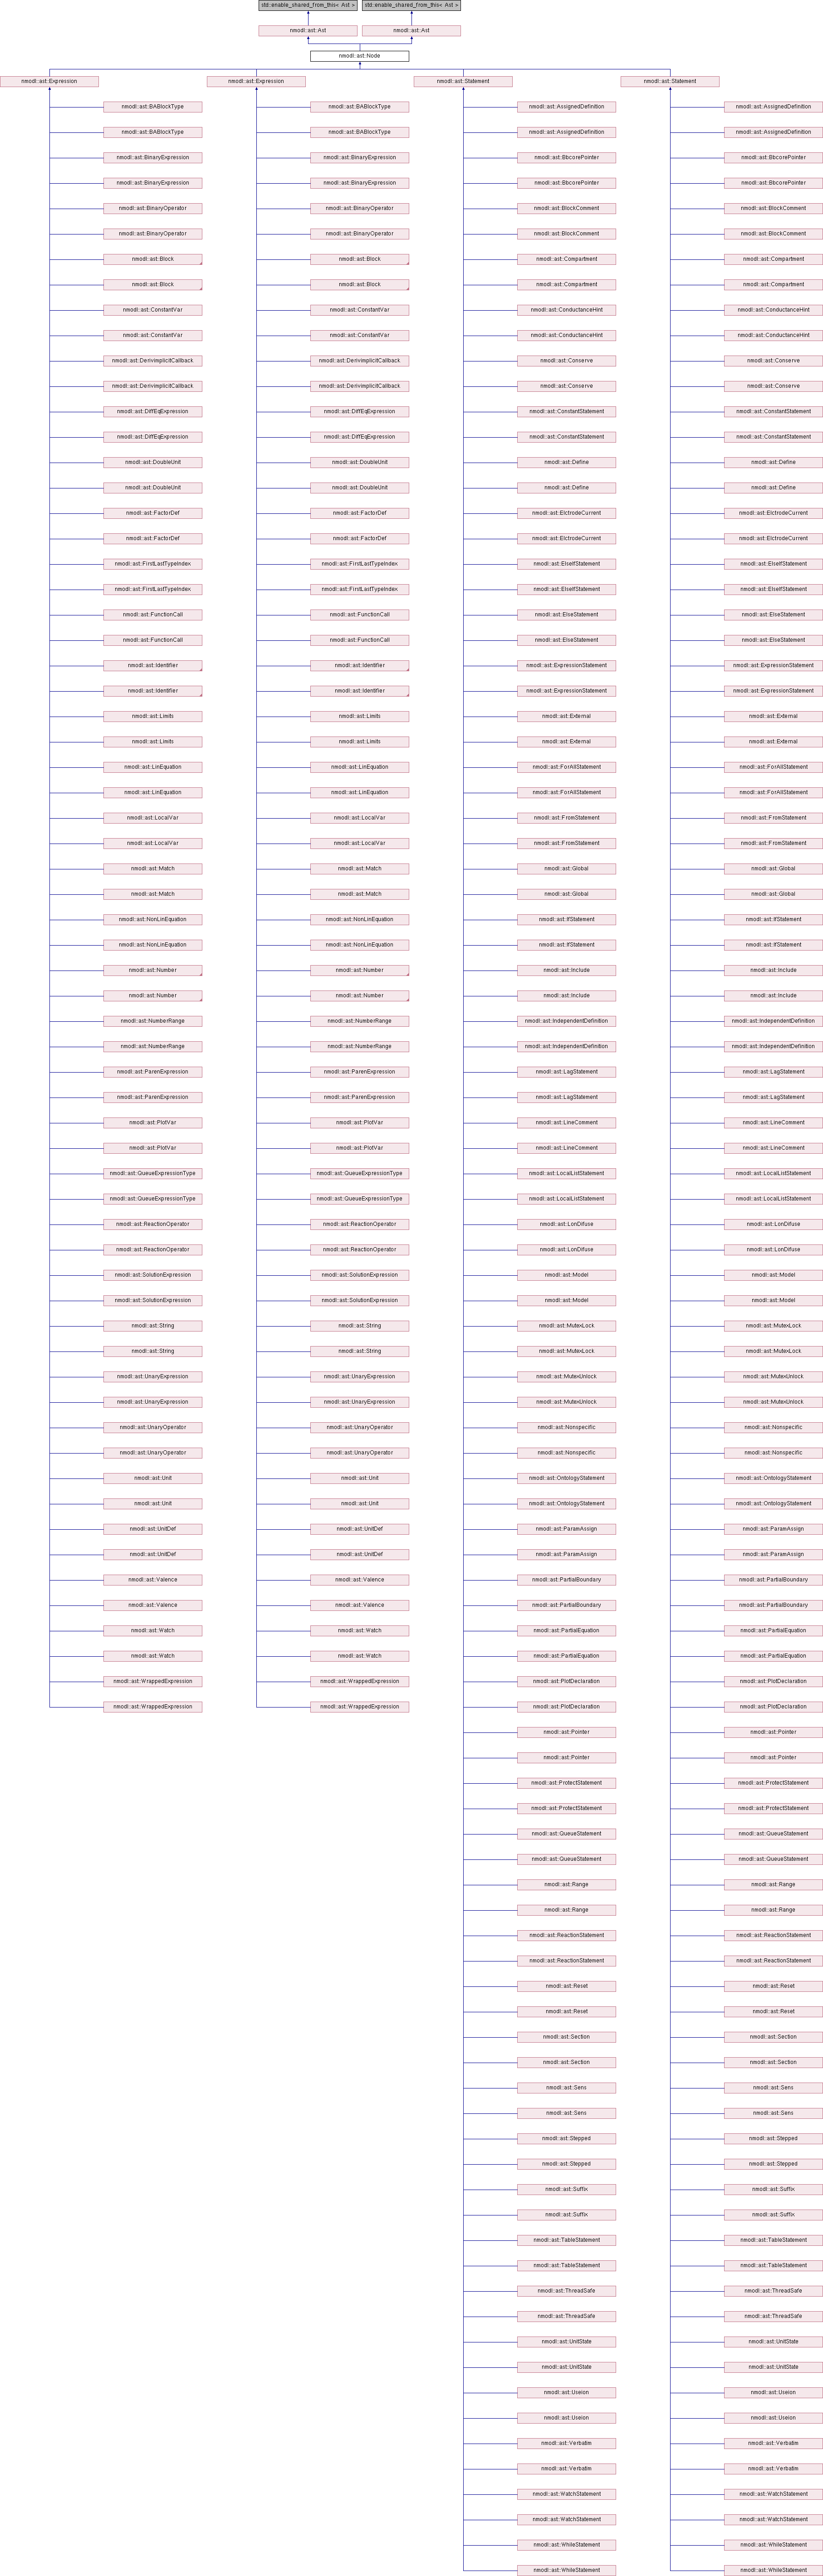 std::enable_shared_from_this< Ast > std::enable_shared_from_this< Ast >
nmodl::ast::Ast nmodl::ast::Ast
nmodl::ast::Node
nmodl::ast::Expression nmodl::ast::Expression nmodl::ast::Statement nmodl::ast::Statement
nmodl::ast::BABlockType nmodl::ast::BABlockType nmodl::ast::AssignedDefinition nmodl::ast::AssignedDefinition
nmodl::ast::BABlockType nmodl::ast::BABlockType nmodl::ast::AssignedDefinition nmodl::ast::AssignedDefinition
nmodl::ast::BinaryExpression nmodl::ast::BinaryExpression nmodl::ast::BbcorePointer nmodl::ast::BbcorePointer
nmodl::ast::BinaryExpression nmodl::ast::BinaryExpression nmodl::ast::BbcorePointer nmodl::ast::BbcorePointer
nmodl::ast::BinaryOperator nmodl::ast::BinaryOperator nmodl::ast::BlockComment nmodl::ast::BlockComment
nmodl::ast::BinaryOperator nmodl::ast::BinaryOperator nmodl::ast::BlockComment nmodl::ast::BlockComment
nmodl::ast::Block nmodl::ast::Block nmodl::ast::Compartment nmodl::ast::Compartment
nmodl::ast::Block nmodl::ast::Block nmodl::ast::Compartment nmodl::ast::Compartment
nmodl::ast::ConstantVar nmodl::ast::ConstantVar nmodl::ast::ConductanceHint nmodl::ast::ConductanceHint
nmodl::ast::ConstantVar nmodl::ast::ConstantVar nmodl::ast::ConductanceHint nmodl::ast::ConductanceHint
nmodl::ast::DerivimplicitCallback nmodl::ast::DerivimplicitCallback nmodl::ast::Conserve nmodl::ast::Conserve
nmodl::ast::DerivimplicitCallback nmodl::ast::DerivimplicitCallback nmodl::ast::Conserve nmodl::ast::Conserve
nmodl::ast::DiffEqExpression nmodl::ast::DiffEqExpression nmodl::ast::ConstantStatement nmodl::ast::ConstantStatement
nmodl::ast::DiffEqExpression nmodl::ast::DiffEqExpression nmodl::ast::ConstantStatement nmodl::ast::ConstantStatement
nmodl::ast::DoubleUnit nmodl::ast::DoubleUnit nmodl::ast::Define nmodl::ast::Define
nmodl::ast::DoubleUnit nmodl::ast::DoubleUnit nmodl::ast::Define nmodl::ast::Define
nmodl::ast::FactorDef nmodl::ast::FactorDef nmodl::ast::ElctrodeCurrent nmodl::ast::ElctrodeCurrent
nmodl::ast::FactorDef nmodl::ast::FactorDef nmodl::ast::ElctrodeCurrent nmodl::ast::ElctrodeCurrent
nmodl::ast::FirstLastTypeIndex nmodl::ast::FirstLastTypeIndex nmodl::ast::ElseIfStatement nmodl::ast::ElseIfStatement
nmodl::ast::FirstLastTypeIndex nmodl::ast::FirstLastTypeIndex nmodl::ast::ElseIfStatement nmodl::ast::ElseIfStatement
nmodl::ast::FunctionCall nmodl::ast::FunctionCall nmodl::ast::ElseStatement nmodl::ast::ElseStatement
nmodl::ast::FunctionCall nmodl::ast::FunctionCall nmodl::ast::ElseStatement nmodl::ast::ElseStatement
nmodl::ast::Identifier nmodl::ast::Identifier nmodl::ast::ExpressionStatement nmodl::ast::ExpressionStatement
nmodl::ast::Identifier nmodl::ast::Identifier nmodl::ast::ExpressionStatement nmodl::ast::ExpressionStatement
nmodl::ast::Limits nmodl::ast::Limits nmodl::ast::External nmodl::ast::External
nmodl::ast::Limits nmodl::ast::Limits nmodl::ast::External nmodl::ast::External
nmodl::ast::LinEquation nmodl::ast::LinEquation nmodl::ast::ForAllStatement nmodl::ast::ForAllStatement
nmodl::ast::LinEquation nmodl::ast::LinEquation nmodl::ast::ForAllStatement nmodl::ast::ForAllStatement
nmodl::ast::LocalVar nmodl::ast::LocalVar nmodl::ast::FromStatement nmodl::ast::FromStatement
nmodl::ast::LocalVar nmodl::ast::LocalVar nmodl::ast::FromStatement nmodl::ast::FromStatement
nmodl::ast::Match nmodl::ast::Match nmodl::ast::Global nmodl::ast::Global
nmodl::ast::Match nmodl::ast::Match nmodl::ast::Global nmodl::ast::Global
nmodl::ast::NonLinEquation nmodl::ast::NonLinEquation nmodl::ast::IfStatement nmodl::ast::IfStatement
nmodl::ast::NonLinEquation nmodl::ast::NonLinEquation nmodl::ast::IfStatement nmodl::ast::IfStatement
nmodl::ast::Number nmodl::ast::Number nmodl::ast::Include nmodl::ast::Include
nmodl::ast::Number nmodl::ast::Number nmodl::ast::Include nmodl::ast::Include
nmodl::ast::NumberRange nmodl::ast::NumberRange nmodl::ast::IndependentDefinition nmodl::ast::IndependentDefinition
nmodl::ast::NumberRange nmodl::ast::NumberRange nmodl::ast::IndependentDefinition nmodl::ast::IndependentDefinition
nmodl::ast::ParenExpression nmodl::ast::ParenExpression nmodl::ast::LagStatement nmodl::ast::LagStatement
nmodl::ast::ParenExpression nmodl::ast::ParenExpression nmodl::ast::LagStatement nmodl::ast::LagStatement
nmodl::ast::PlotVar nmodl::ast::PlotVar nmodl::ast::LineComment nmodl::ast::LineComment
nmodl::ast::PlotVar nmodl::ast::PlotVar nmodl::ast::LineComment nmodl::ast::LineComment
nmodl::ast::QueueExpressionType nmodl::ast::QueueExpressionType nmodl::ast::LocalListStatement nmodl::ast::LocalListStatement
nmodl::ast::QueueExpressionType nmodl::ast::QueueExpressionType nmodl::ast::LocalListStatement nmodl::ast::LocalListStatement
nmodl::ast::ReactionOperator nmodl::ast::ReactionOperator nmodl::ast::LonDifuse nmodl::ast::LonDifuse
nmodl::ast::ReactionOperator nmodl::ast::ReactionOperator nmodl::ast::LonDifuse nmodl::ast::LonDifuse
nmodl::ast::SolutionExpression nmodl::ast::SolutionExpression nmodl::ast::Model nmodl::ast::Model
nmodl::ast::SolutionExpression nmodl::ast::SolutionExpression nmodl::ast::Model nmodl::ast::Model
nmodl::ast::String nmodl::ast::String nmodl::ast::MutexLock nmodl::ast::MutexLock
nmodl::ast::String nmodl::ast::String nmodl::ast::MutexLock nmodl::ast::MutexLock
nmodl::ast::UnaryExpression nmodl::ast::UnaryExpression nmodl::ast::MutexUnlock nmodl::ast::MutexUnlock
nmodl::ast::UnaryExpression nmodl::ast::UnaryExpression nmodl::ast::MutexUnlock nmodl::ast::MutexUnlock
nmodl::ast::UnaryOperator nmodl::ast::UnaryOperator nmodl::ast::Nonspecific nmodl::ast::Nonspecific
nmodl::ast::UnaryOperator nmodl::ast::UnaryOperator nmodl::ast::Nonspecific nmodl::ast::Nonspecific
nmodl::ast::Unit nmodl::ast::Unit nmodl::ast::OntologyStatement nmodl::ast::OntologyStatement
nmodl::ast::Unit nmodl::ast::Unit nmodl::ast::OntologyStatement nmodl::ast::OntologyStatement
nmodl::ast::UnitDef nmodl::ast::UnitDef nmodl::ast::ParamAssign nmodl::ast::ParamAssign
nmodl::ast::UnitDef nmodl::ast::UnitDef nmodl::ast::ParamAssign nmodl::ast::ParamAssign
nmodl::ast::Valence nmodl::ast::Valence nmodl::ast::PartialBoundary nmodl::ast::PartialBoundary
nmodl::ast::Valence nmodl::ast::Valence nmodl::ast::PartialBoundary nmodl::ast::PartialBoundary
nmodl::ast::Watch nmodl::ast::Watch nmodl::ast::PartialEquation nmodl::ast::PartialEquation
nmodl::ast::Watch nmodl::ast::Watch nmodl::ast::PartialEquation nmodl::ast::PartialEquation
nmodl::ast::WrappedExpression nmodl::ast::WrappedExpression nmodl::ast::PlotDeclaration nmodl::ast::PlotDeclaration
nmodl::ast::WrappedExpression nmodl::ast::WrappedExpression nmodl::ast::PlotDeclaration nmodl::ast::PlotDeclaration
nmodl::ast::Pointer nmodl::ast::Pointer
nmodl::ast::Pointer nmodl::ast::Pointer
nmodl::ast::ProtectStatement nmodl::ast::ProtectStatement
nmodl::ast::ProtectStatement nmodl::ast::ProtectStatement
nmodl::ast::QueueStatement nmodl::ast::QueueStatement
nmodl::ast::QueueStatement nmodl::ast::QueueStatement
nmodl::ast::Range nmodl::ast::Range
nmodl::ast::Range nmodl::ast::Range
nmodl::ast::ReactionStatement nmodl::ast::ReactionStatement
nmodl::ast::ReactionStatement nmodl::ast::ReactionStatement
nmodl::ast::Reset nmodl::ast::Reset
nmodl::ast::Reset nmodl::ast::Reset
nmodl::ast::Section nmodl::ast::Section
nmodl::ast::Section nmodl::ast::Section
nmodl::ast::Sens nmodl::ast::Sens
nmodl::ast::Sens nmodl::ast::Sens
nmodl::ast::Stepped nmodl::ast::Stepped
nmodl::ast::Stepped nmodl::ast::Stepped
nmodl::ast::Suffix nmodl::ast::Suffix
nmodl::ast::Suffix nmodl::ast::Suffix
nmodl::ast::TableStatement nmodl::ast::TableStatement
nmodl::ast::TableStatement nmodl::ast::TableStatement
nmodl::ast::ThreadSafe nmodl::ast::ThreadSafe
nmodl::ast::ThreadSafe nmodl::ast::ThreadSafe
nmodl::ast::UnitState nmodl::ast::UnitState
nmodl::ast::UnitState nmodl::ast::UnitState
nmodl::ast::Useion nmodl::ast::Useion
nmodl::ast::Useion nmodl::ast::Useion
nmodl::ast::Verbatim nmodl::ast::Verbatim
nmodl::ast::Verbatim nmodl::ast::Verbatim
nmodl::ast::WatchStatement nmodl::ast::WatchStatement
nmodl::ast::WatchStatement nmodl::ast::WatchStatement
nmodl::ast::WhileStatement nmodl::ast::WhileStatement
nmodl::ast::WhileStatement nmodl::ast::WhileStatement